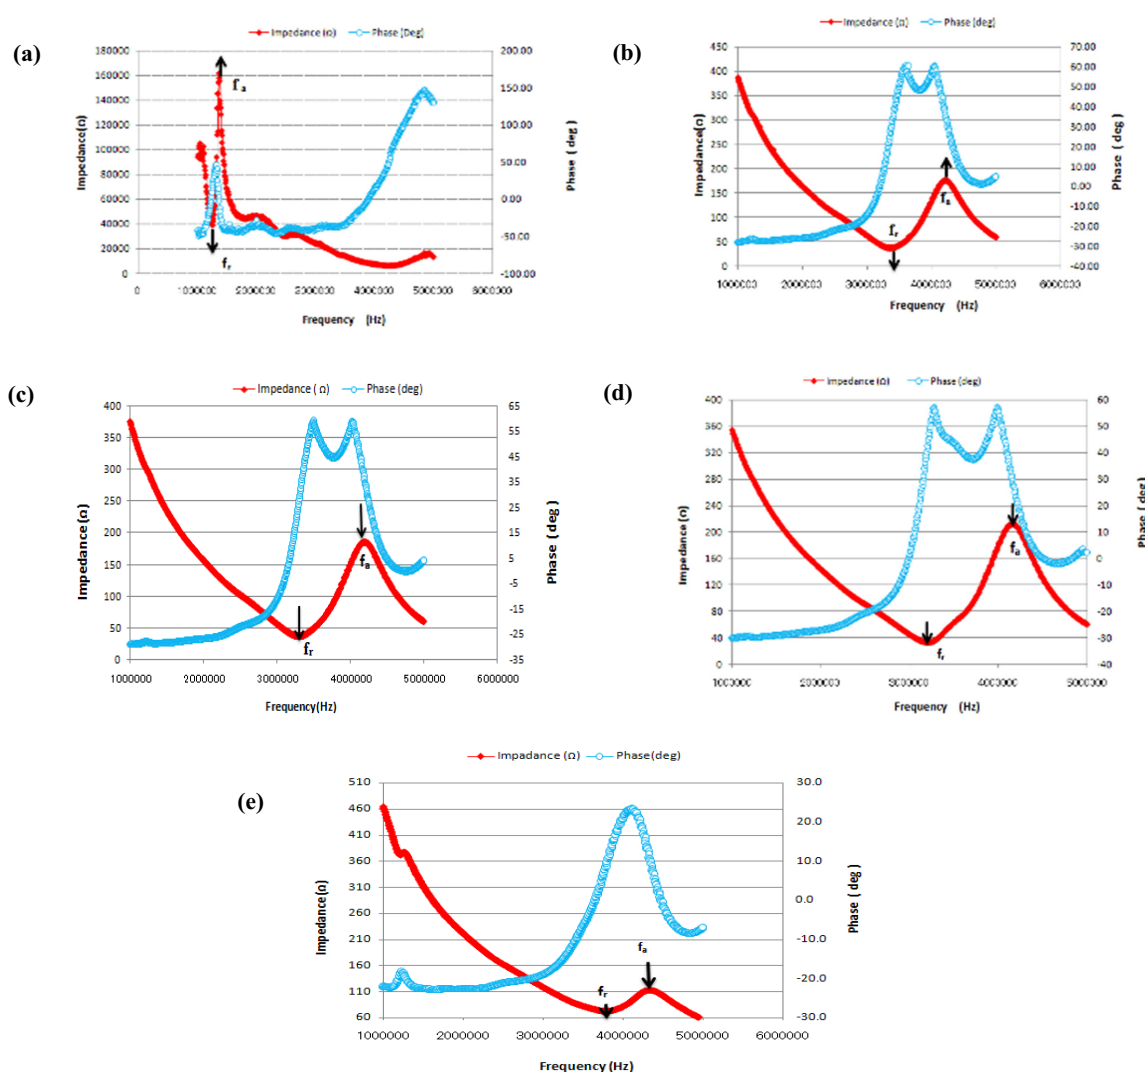 (a)
Impedance (Ω) Phase (Deg)
180000
160000
140000
120000
100000
80000
60000
40000
20000
0
200.00
150.00
100.00
50.00
0.00
-50.00
-100.00
0 1000000 2000000 3000000 4000000 5000000 6000000
Impedance(Ω)
Phase (deg)
fa
fr
Frequency (Hz)
(b)
Impedance (Ω) Phase (deg)
450
400
350
300
250
200
150
100
50
0
70.00
60.00
50.00
40.00
30.00
20.00
10.00
0.00
-10.00
-20.00
-30.00
-40.00
1000000 2000000 3000000 4000000 5000000 6000000
Impedance(Ω)
Phase ( deg)
fr
fa
Frequency (Hz)
(c)
Impedance ( Ω) Phase (deg)
400
350
300
250
200
150
100
50
0
65
55
45
35
25
15
5
-5
-15
-25
-35
1000000 2000000 3000000 4000000 5000000 6000000
Impedance(Ω)
Phase ( deg )
fa
fr
Frequency(Hz)
(d)
Impedance (Ω) Phase (deg)
400
360
320
280
240
200
160
120
80
40
0
60
50
40
30
20
10
0
-10
-20
-30
-40
1000000 2000000 3000000 4000000 5000000
Impedance(Ω)
Phase ( deg )
fa
fr
Frequency (Hz)
(e)
Impadance (Ω) Phase(deg)
510
460
410
360
310
260
210
160
110
60
30.0
20.0
10.0
0.0
-10.0
-20.0
-30.0
1000000 2000000 3000000 4000000 5000000 6000000
Impedance(Ω)
Phase ( deg)
fa
fr
Frequency (Hz)